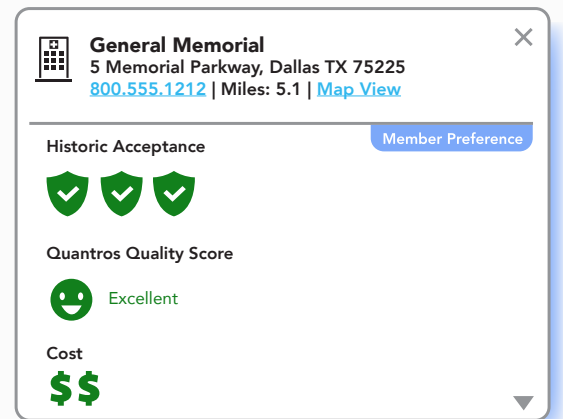 General Memorial
5 Memorial Parkway, Dallas TX 75225
800.555.1212 | Miles: 5.1 | Map View
Member Preference
Historic Acceptance
Quantros Quality Score
Excellent
Cost
$$